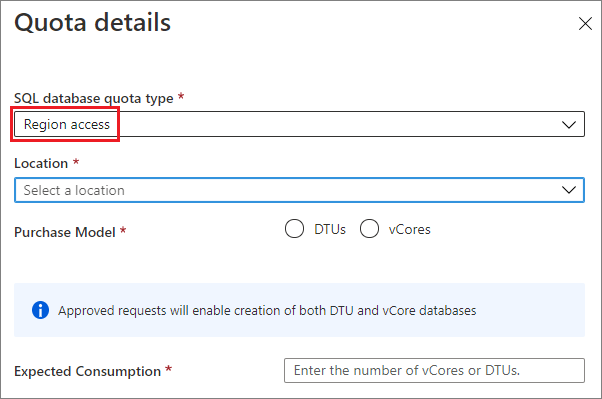 Quota details
SQL database quota type *
Region access
Location *
Select a location
Purchase Model *
DTUs
vCores
Approved requests will enable creation of both DTU and vCore databases
Expected Consumption *
Enter the number of vCores or DTUs.